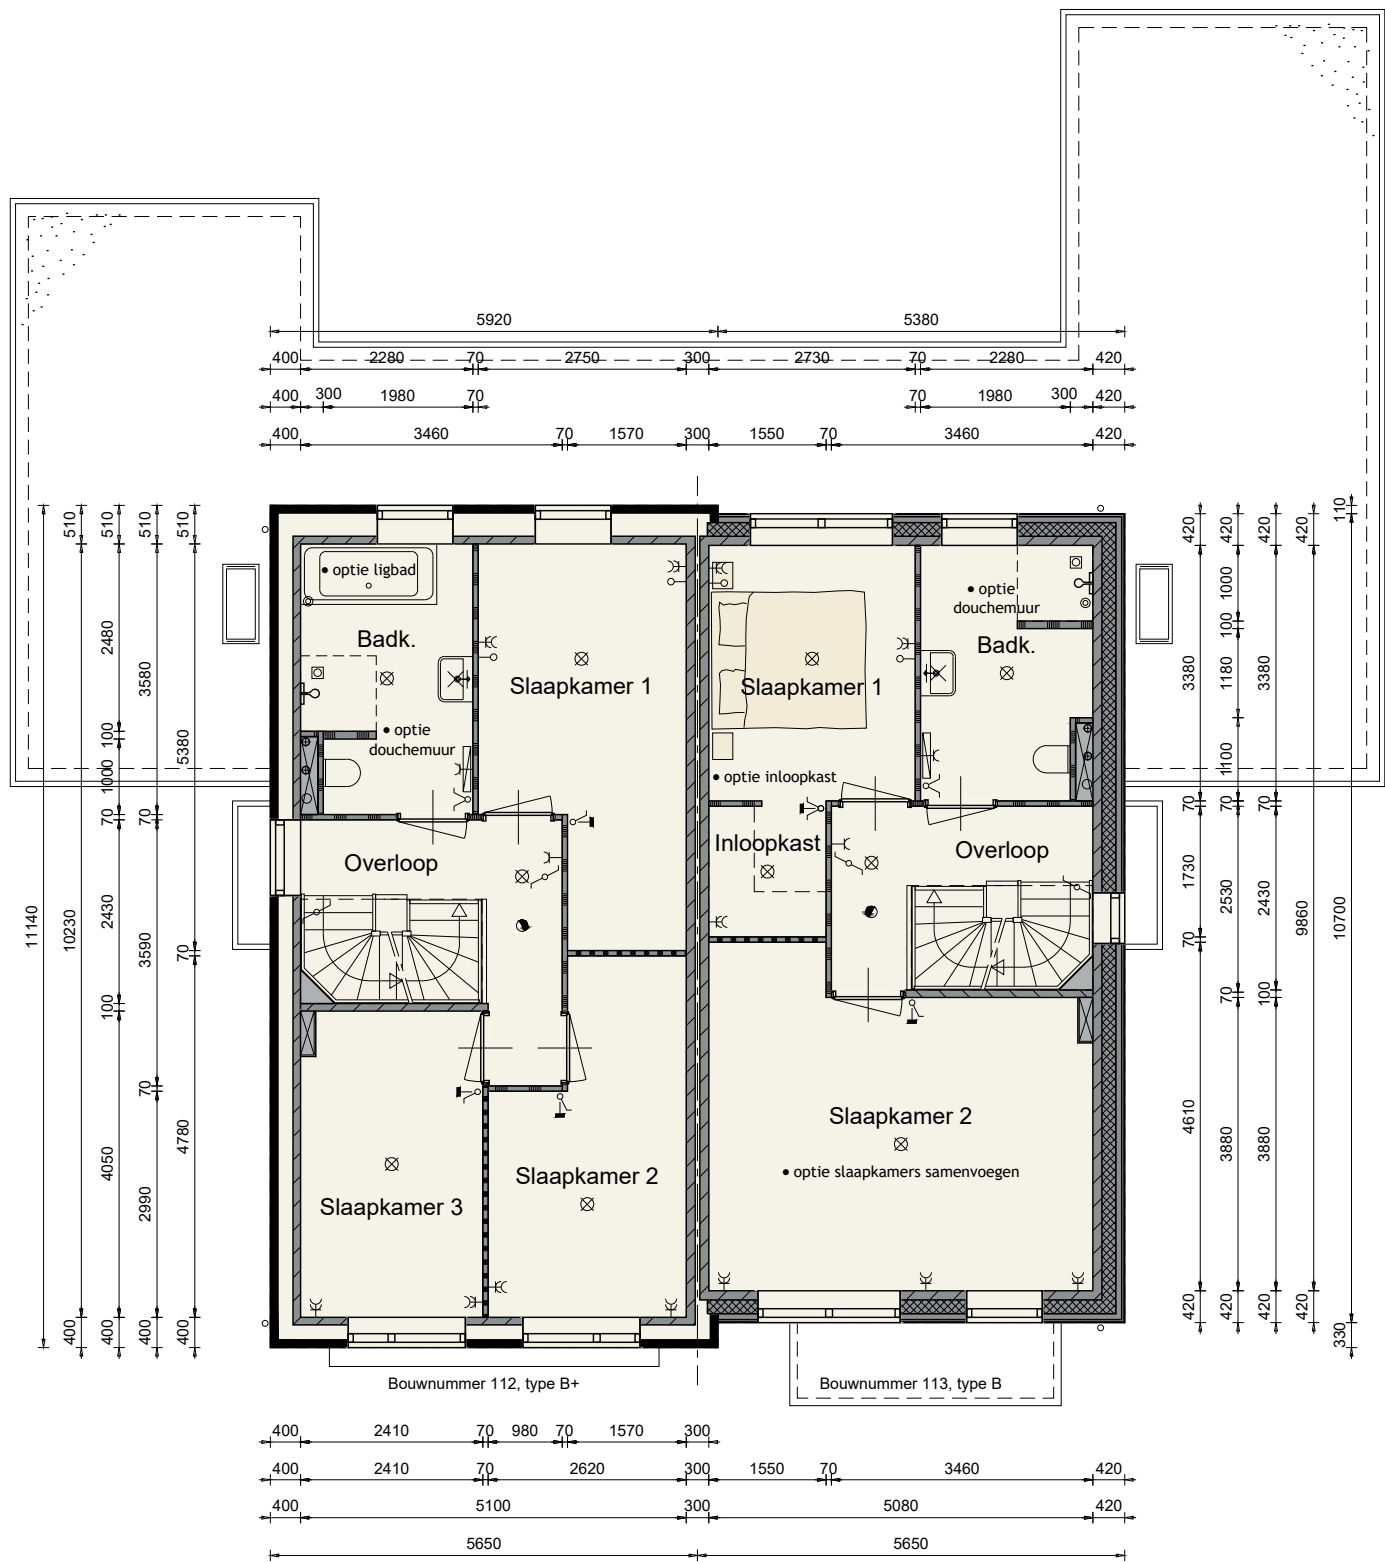 5920 5380
400 2280 70 2750 300 2730 70 2280 420
400 300 1980 70 70 1980 300 420
400 3460 70 1570 300 1550 70 3460 420
11140
510 10230 400
510 2480 100 1000 70 2430 100 4050 400
510 3580 70 3590 70 2990 400
510 5380 70 4780 400
• optie ligbad
Badk.
• optie
douchemuur
Slaapkamer 1
Overloop
Slaapkamer 3
Slaapkamer 2
Slaapkamer 1
• optie
douchemuur
Badk.
• optie inloopkast
Inloopkast
Overloop
Slaapkamer 2
• optie slaapkamers samenvoegen
420 3380 70 1730 70 4610 420
420 1000 100 1180 1100 70 2530 70 3880 420
420 3380 70 2430 100 3880 420
420 9860 420
110 10700 330
Bouwnummer 112, type B+
Bouwnummer 113, type B
400 2410 70 980 70 1570 300
400 2410 70 2620 300 1550 70 3460 420
400 5100 300 5080 420
5650 5650